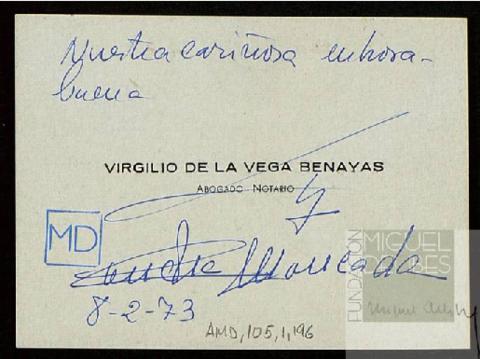 Nuestra cariñosa enhora-
buena
VIRGILIO DE LA VEGA BENAYAS
ABOGADO NOTARIO
y
MD
Moncada
8-2-73
AMD, 105, 1, 196
FUNDACIÓN
MIGUEL
DELIBES